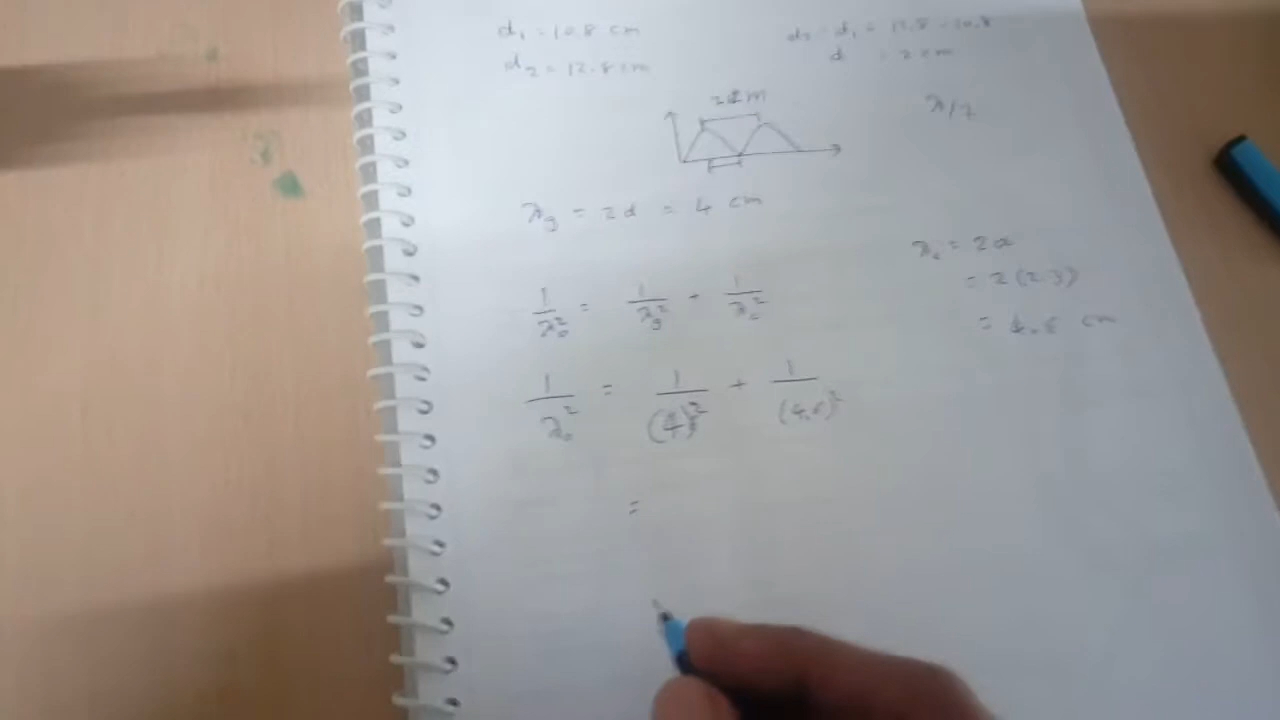 d₁ = 10.8 cm
d₂ = 12.8 cm
d₂ - d₁ = 12.8 - 10.8
d = 2 cm
λ/2
λg = 2d = 4 cm
λc = 2a
= 2(2.3)
= 4.6 cm
1/λ₀² = 1/λg² + 1/λc²
1/λ₀² = 1/(4)² + 1/(4.6)²
=